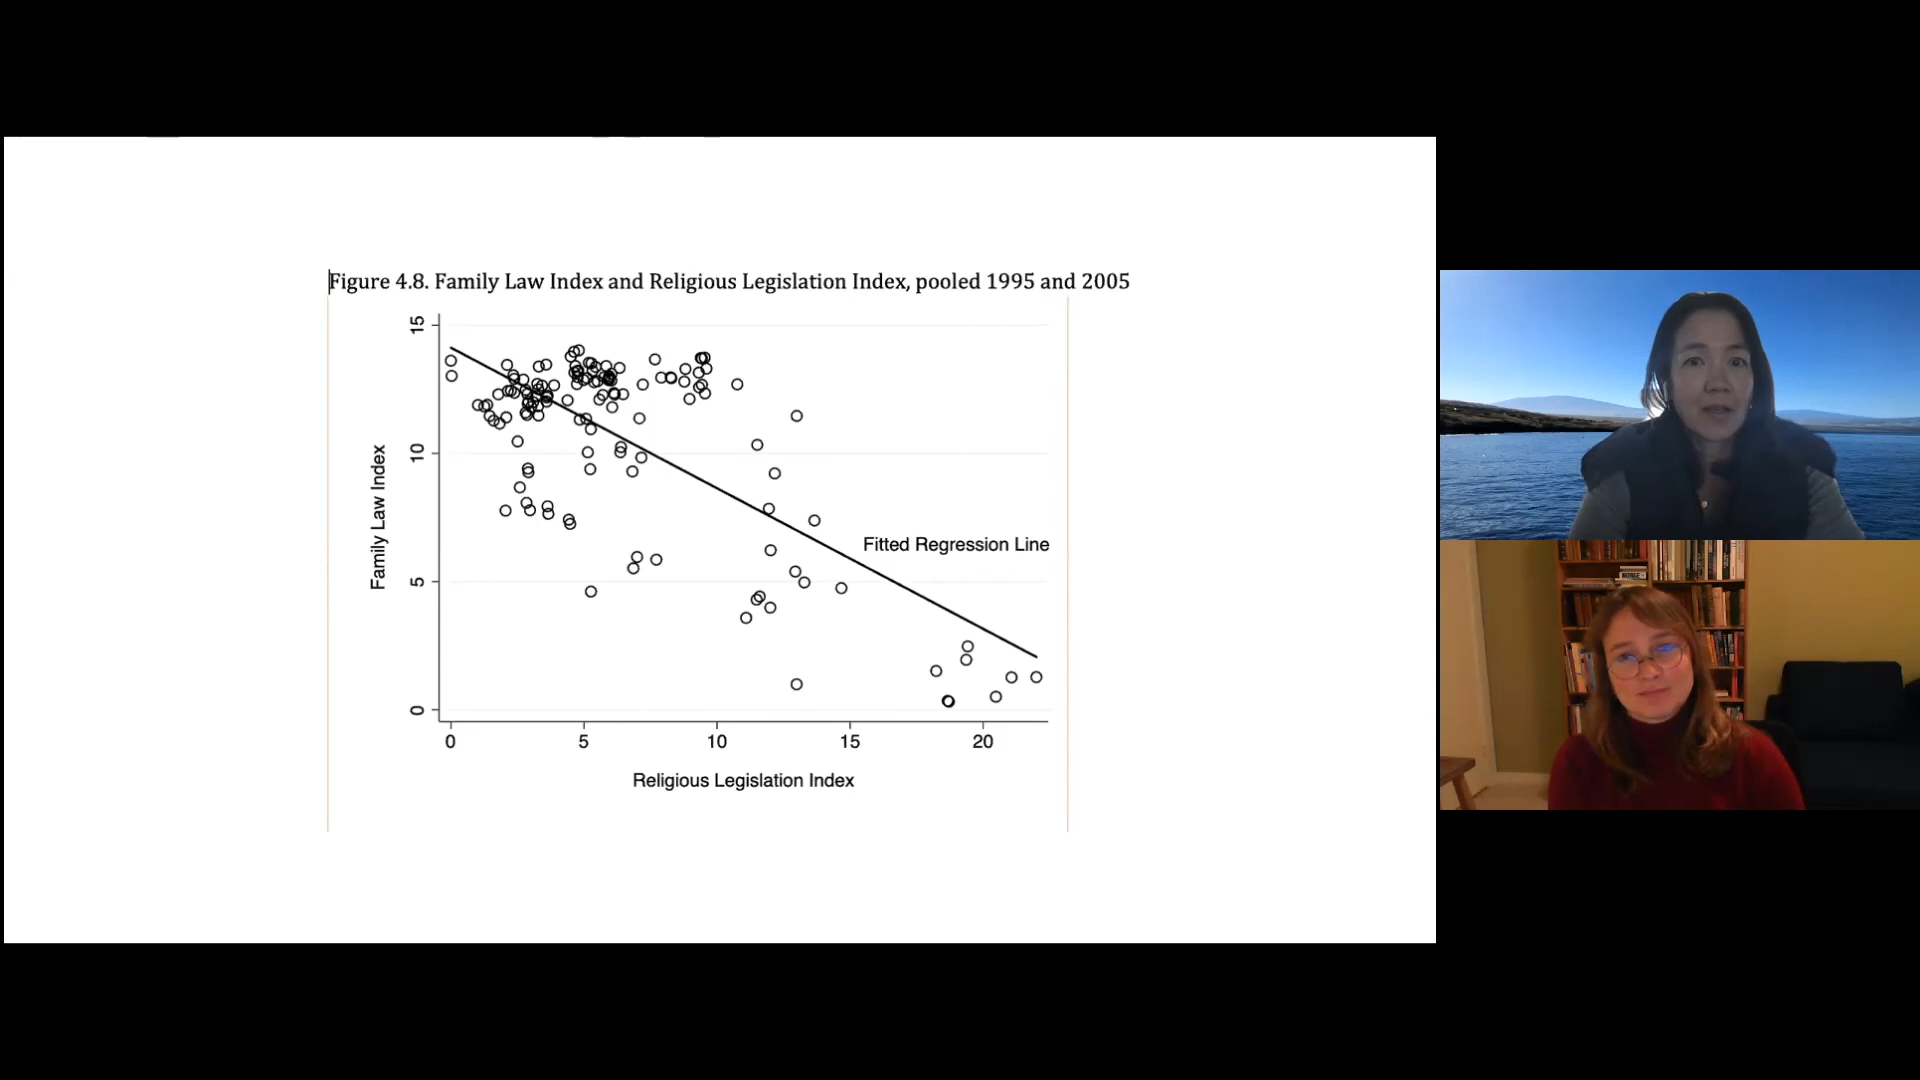 Figure 4.8. Family Law Index and Religious Legislation Index, pooled 1995 and 2005
15
10
5
0
Family Law Index
Fitted Regression Line
0 5 10 15 20
Religious Legislation Index